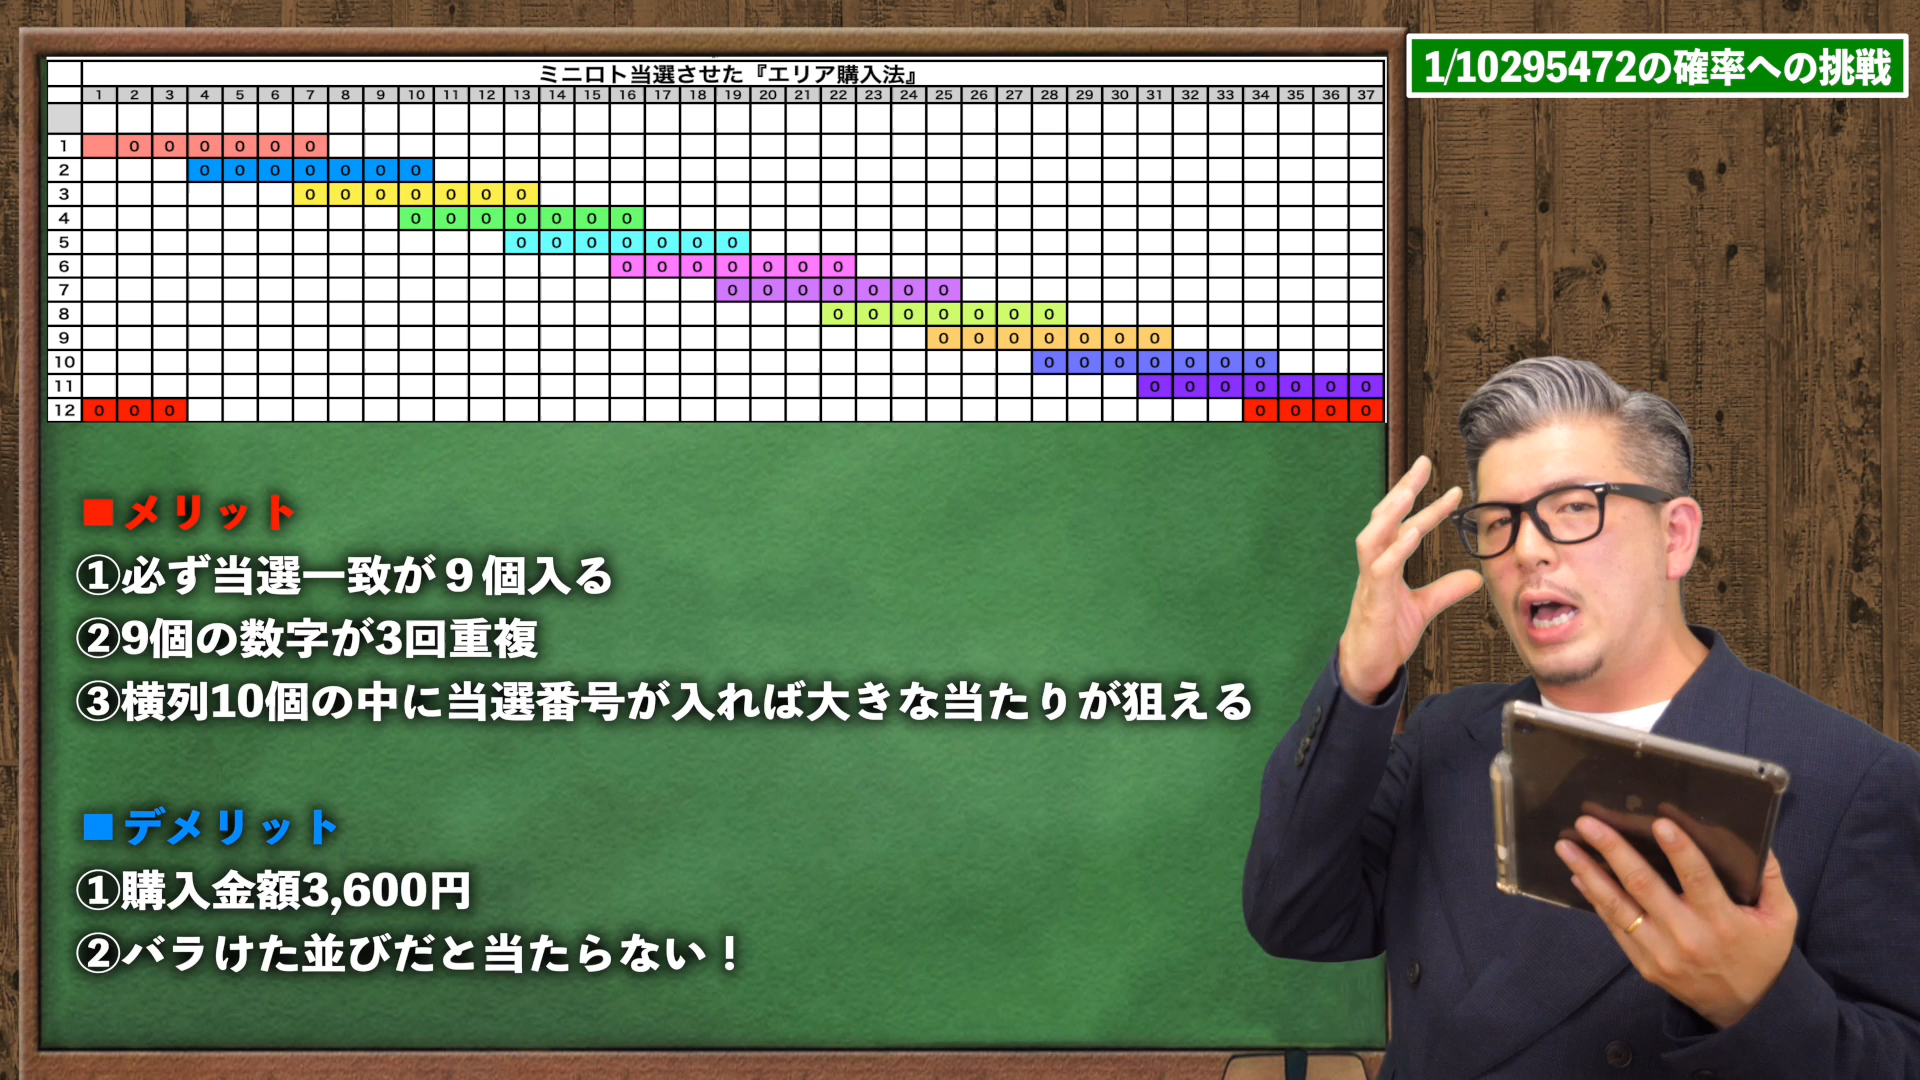 1/10295472の確率への挑戦
ミニロト当選させた『エリア購入法』
1 2 3 4 5 6 7 8 9 10 11 12 13 14 15 16 17 18 19 20 21 22 23 24 25 26 27 28 29 30 31 32 33 34 35 36 37
1 0 0 0 0 0 0
2 0 0 0 0 0 0 0
3 0 0 0 0 0 0 0
4 0 0 0 0 0 0 0
5 0 0 0 0 0 0 0
6 0 0 0 0 0 0 0
7 0 0 0 0 0 0 0
8 0 0 0 0 0 0 0
9 0 0 0 0 0 0 0
10 0 0 0 0 0 0 0
11 0 0 0 0 0 0 0
12 0 0 0 0 0 0 0
■メリット
①必ず当選一致が9個入る
②9個の数字が3回重複
③横列10個の中に当選番号が入れば大きな当たりが狙える
■デメリット
①購入金額3,600円
②バラけた並びだと当たらない！